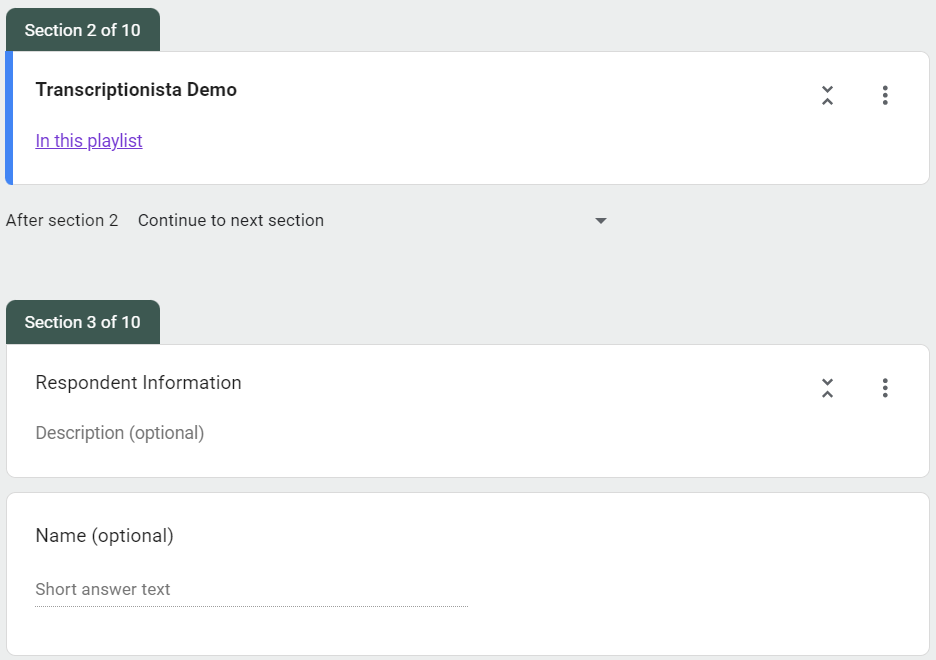 Section 2 of 10
Transcriptionista Demo
In this playlist
After section 2 Continue to next section
Section 3 of 10
Respondent Information
Description (optional)
Name (optional)
Short answer text